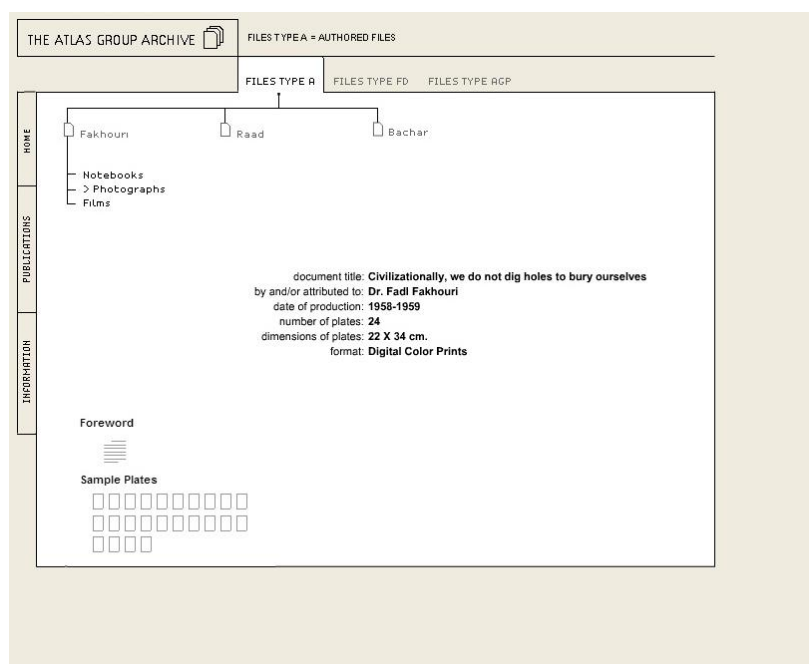 THE ATLAS GROUP ARCHIVE
FILES TYPE A = AUTHORED FILES
FILES TYPE A FILES TYPE FD FILES TYPE AGP
HOME
PUBLICATIONS
INFORMATION
Fakhouri Raad Bachar
Notebooks
> Photographs
Films
document title: Civilizationally, we do not dig holes to bury ourselves
by and/or attributed to: Dr. Fadl Fakhouri
date of production: 1958-1959
number of plates: 24
dimensions of plates: 22 X 34 cm.
format: Digital Color Prints
Foreword
Sample Plates